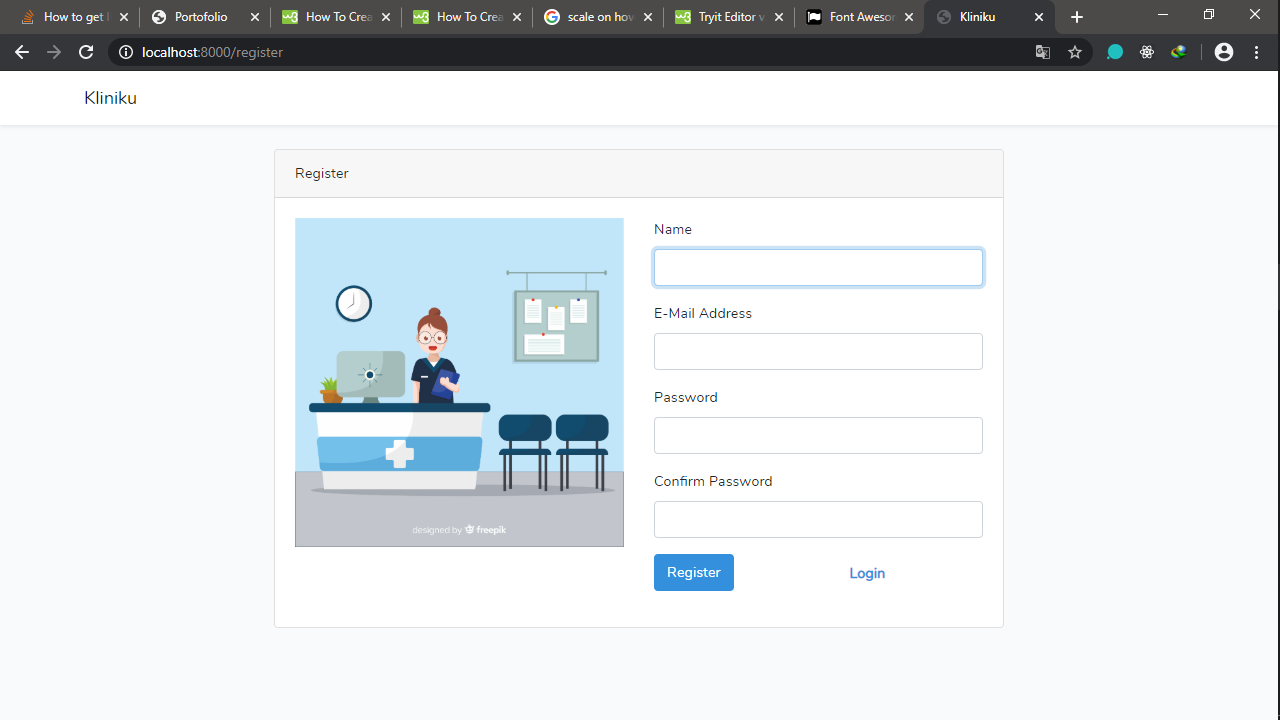 How to get
Portofolio
How To Crea
How To Crea
scale on hov
Tryit Editor v
Font Aweso
Kliniku
localhost:8000/register
Kliniku
Register
Name
E-Mail Address
Password
Confirm Password
Register
Login
designed by freepik